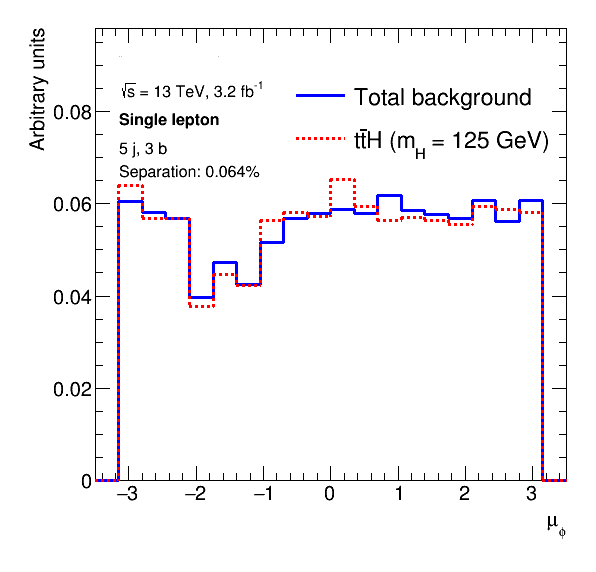 Arbitrary units
√s = 13 TeV, 3.2 fb⁻¹
Single lepton
5 j, 3 b
Separation: 0.064%
Total background
tt̄H (m_H = 125 GeV)
0.08
0.06
0.04
0.02
0
−3 −2 −1 0 1 2 3
μ_ϕ